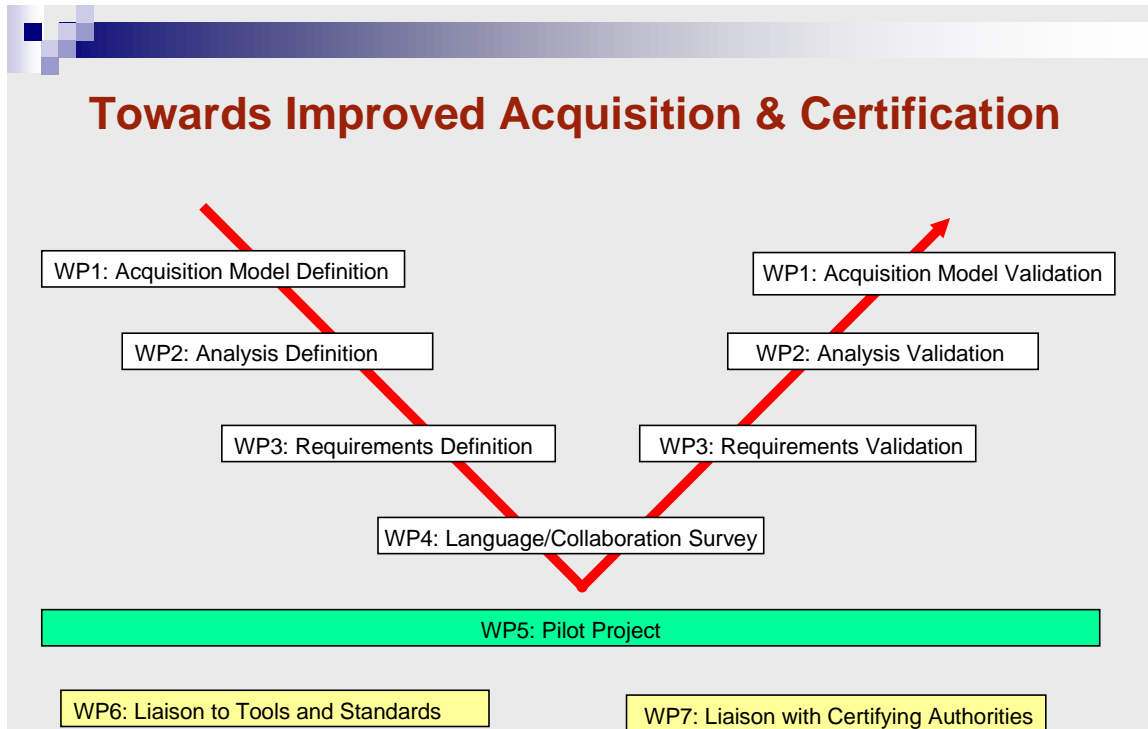 Towards Improved Acquisition & Certification
WP1: Acquisition Model Definition
WP1: Acquisition Model Validation
WP2: Analysis Definition
WP2: Analysis Validation
WP3: Requirements Definition
WP3: Requirements Validation
WP4: Language/Collaboration Survey
WP5: Pilot Project
WP6: Liaison to Tools and Standards
WP7: Liaison with Certifying Authorities